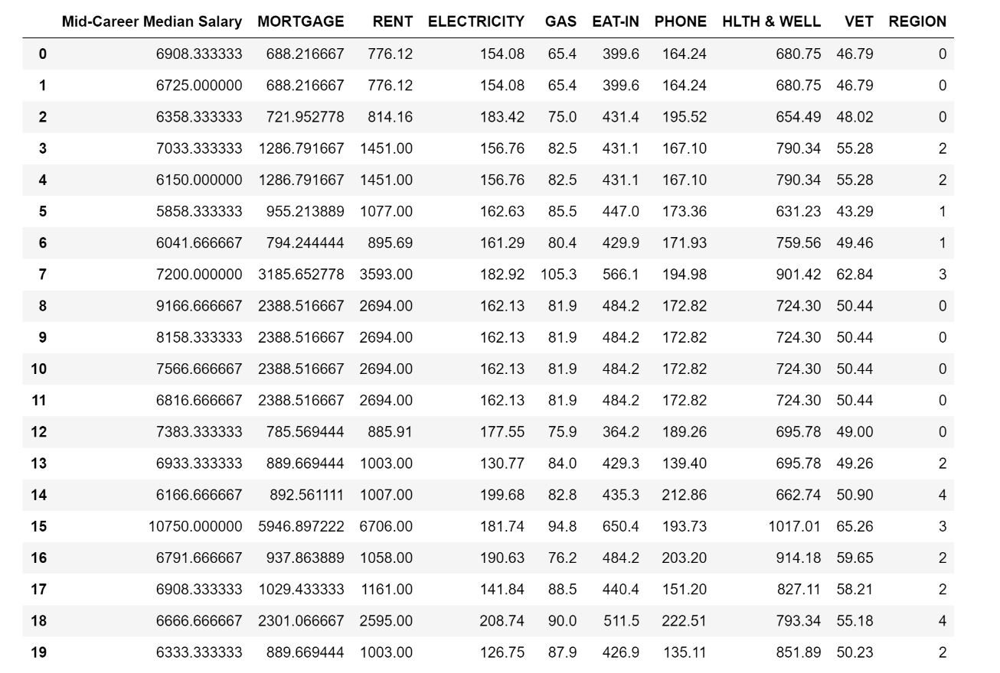 Mid-Career Median Salary MORTGAGE RENT ELECTRICITY GAS EAT-IN PHONE HLTH & WELL VET REGION
0 6908.333333 688.216667 776.12 154.08 65.4 399.6 164.24 680.75 46.79 0
1 6725.000000 688.216667 776.12 154.08 65.4 399.6 164.24 680.75 46.79 0
2 6358.333333 721.952778 814.16 183.42 75.0 431.4 195.52 654.49 48.02 0
3 7033.333333 1286.791667 1451.00 156.76 82.5 431.1 167.10 790.34 55.28 2
4 6150.000000 1286.791667 1451.00 156.76 82.5 431.1 167.10 790.34 55.28 2
5 5858.333333 955.213889 1077.00 162.63 85.5 447.0 173.36 631.23 43.29 1
6 6041.666667 794.244444 895.69 161.29 80.4 429.9 171.93 759.56 49.46 1
7 7200.000000 3185.652778 3593.00 182.92 105.3 566.1 194.98 901.42 62.84 3
8 9166.666667 2388.516667 2694.00 162.13 81.9 484.2 172.82 724.30 50.44 0
9 8158.333333 2388.516667 2694.00 162.13 81.9 484.2 172.82 724.30 50.44 0
10 7566.666667 2388.516667 2694.00 162.13 81.9 484.2 172.82 724.30 50.44 0
11 6816.666667 2388.516667 2694.00 162.13 81.9 484.2 172.82 724.30 50.44 0
12 7383.333333 785.569444 885.91 177.55 75.9 364.2 189.26 695.78 49.00 0
13 6933.333333 889.669444 1003.00 130.77 84.0 429.3 139.40 695.78 49.26 2
14 6166.666667 892.561111 1007.00 199.68 82.8 435.3 212.86 662.74 50.90 4
15 10750.000000 5946.897222 6706.00 181.74 94.8 650.4 193.73 1017.01 65.26 3
16 6791.666667 937.863889 1058.00 190.63 76.2 484.2 203.20 914.18 59.65 2
17 6908.333333 1029.433333 1161.00 141.84 88.5 440.4 151.20 827.11 58.21 2
18 6666.666667 2301.066667 2595.00 208.74 90.0 511.5 222.51 793.34 55.18 4
19 6333.333333 889.669444 1003.00 126.75 87.9 426.9 135.11 851.89 50.23 2